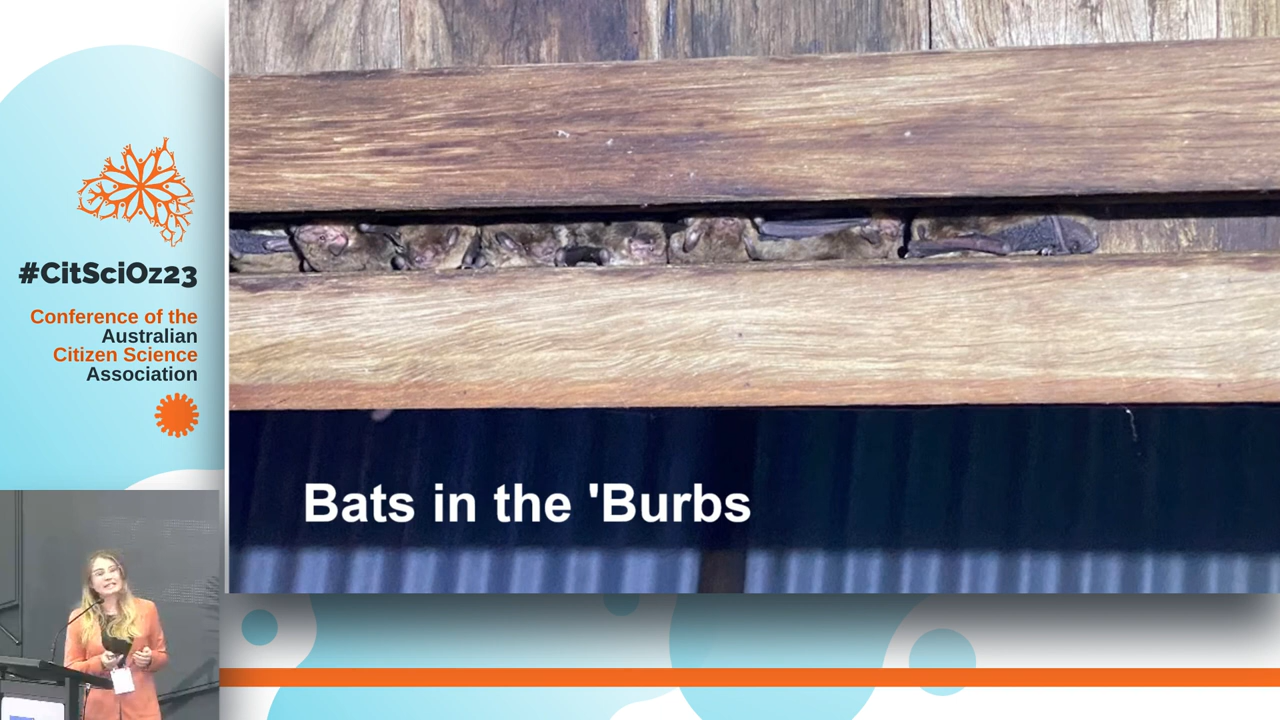 #CitSciOz23
Conference of the
Australian
Citizen Science
Association
Bats in the 'Burbs